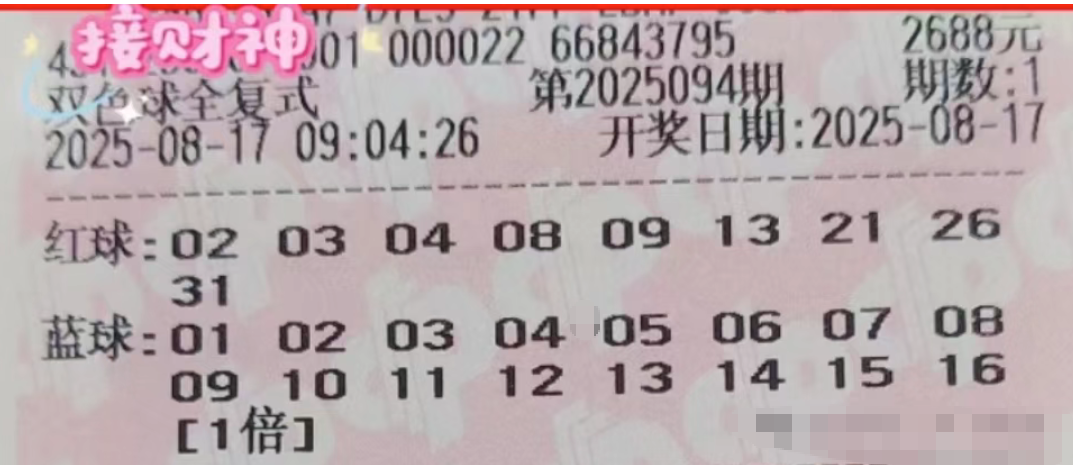 接财神
001 000022 66843795 2688元
双色球全复式 第2025094期 期数:1
2025-08-17 09:04:26 开奖日期:2025-08-17
红球:02 03 04 08 09 13 21 26
31
蓝球:01 02 03 04 05 06 07 08
09 10 11 12 13 14 15 16
[1倍]